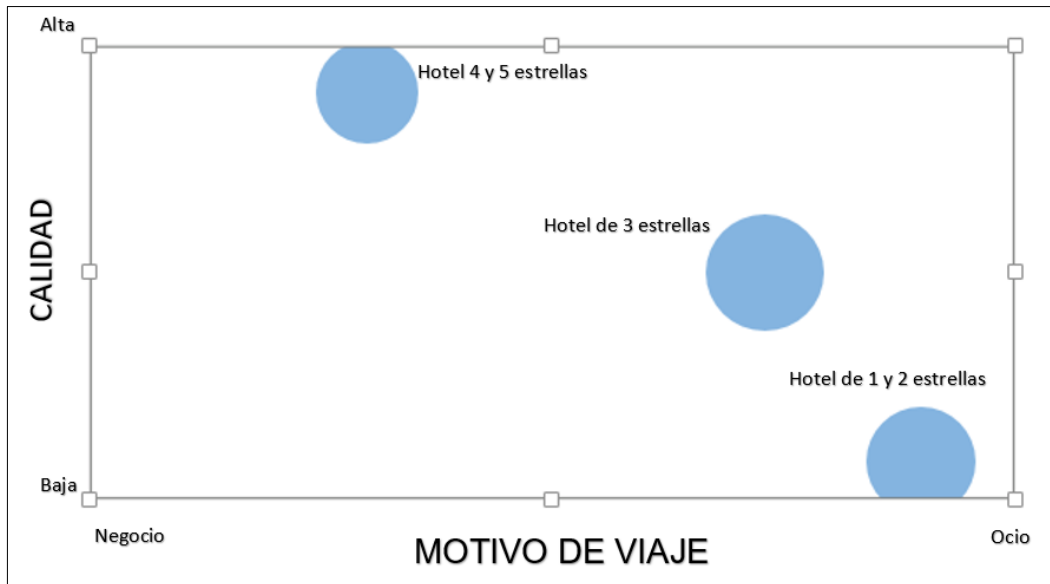 Alta
Hotel 4 y 5 estrellas
Hotel de 3 estrellas
CALIDAD
Hotel de 1 y 2 estrellas
Baja
Negocio
MOTIVO DE VIAJE
Ocio